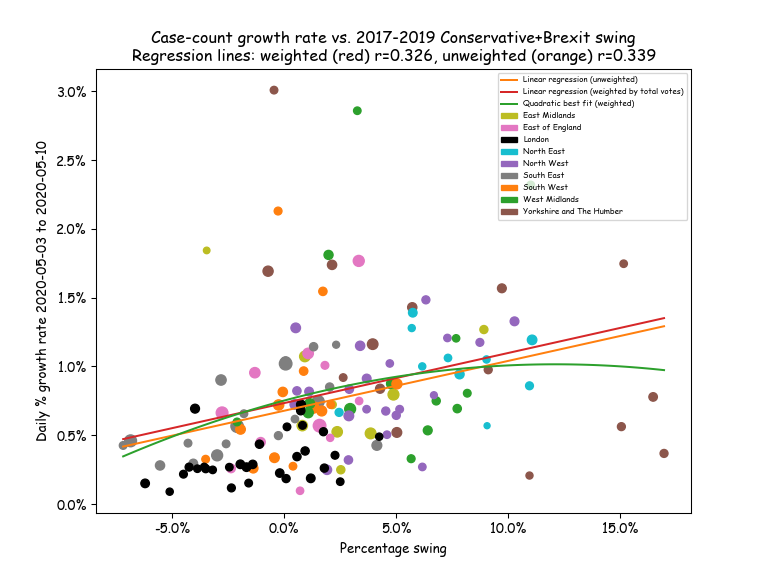 Case-count growth rate vs. 2017-2019 Conservative+Brexit swing
Regression lines: weighted (red) r=0.326, unweighted (orange) r=0.339
Daily % growth rate 2020-05-03 to 2020-05-10
3.0%
2.5%
2.0%
1.5%
1.0%
0.5%
0.0%
Linear regression (unweighted)
Linear regression (weighted by total votes)
Quadratic best fit (weighted)
East Midlands
East of England
London
North East
North West
South East
South West
West Midlands
Yorkshire and The Humber
-5.0%
0.0%
5.0%
10.0%
15.0%
Percentage swing